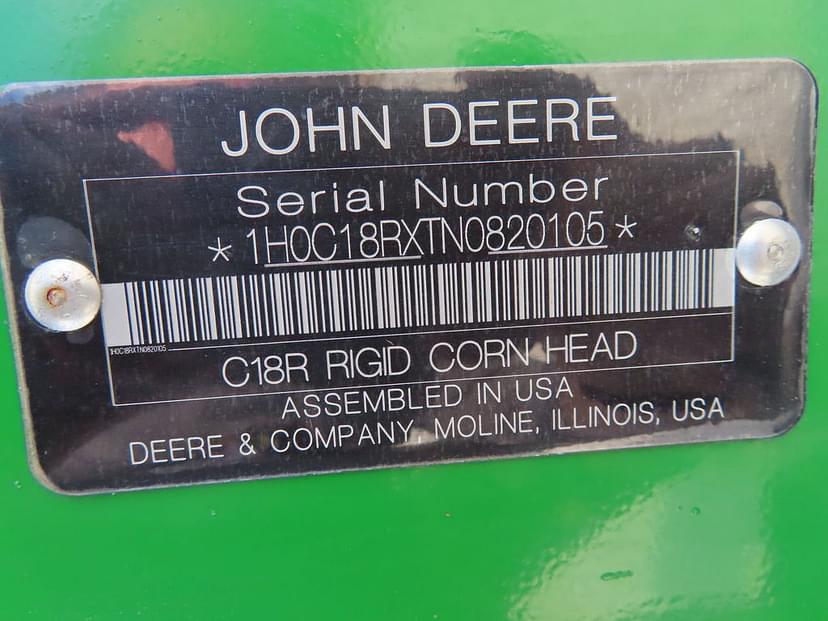 JOHN DEERE
Serial Number
* 1H0C18RXTN0820105 *
1H0C18RXTN0820105
C18R RIGID CORN HEAD
ASSEMBLED IN USA
DEERE & COMPANY, MOLINE, ILLINOIS, USA